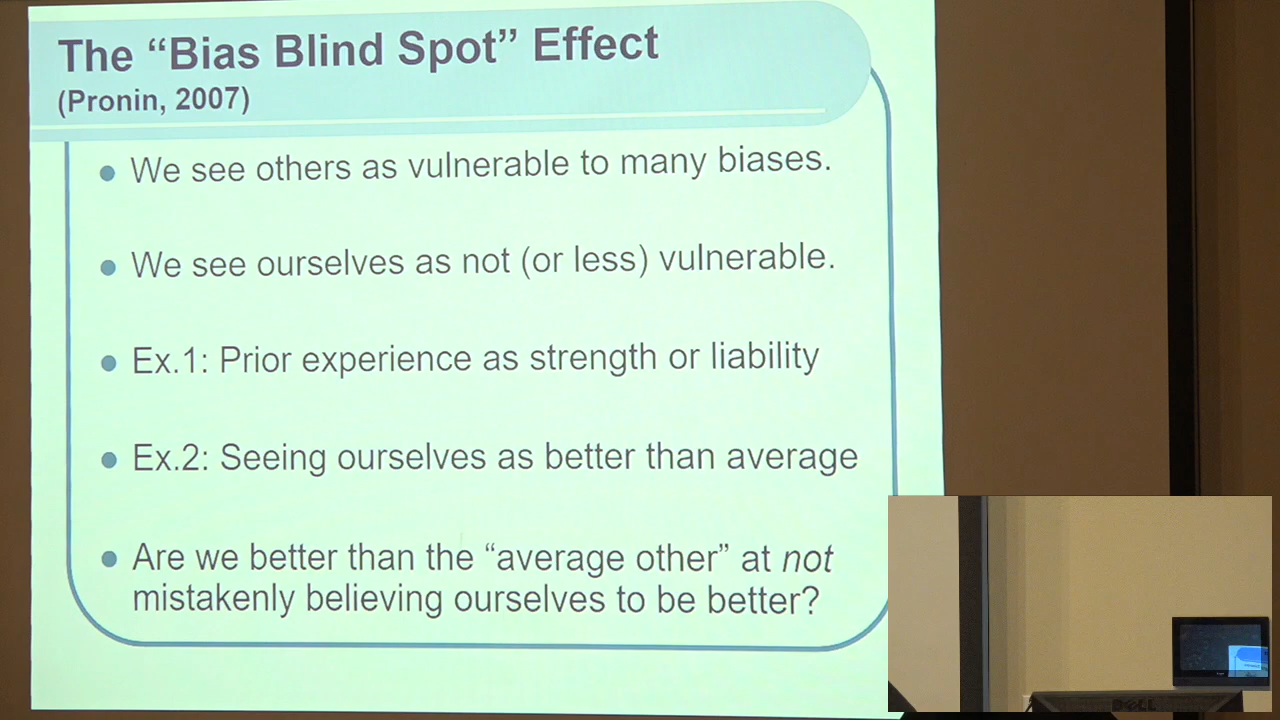 The “Bias Blind Spot” Effect
(Pronin, 2007)
We see others as vulnerable to many biases.
We see ourselves as not (or less) vulnerable.
Ex.1: Prior experience as strength or liability
Ex.2: Seeing ourselves as better than average
Are we better than the “average other” at not
mistakenly believing ourselves to be better?
DELL